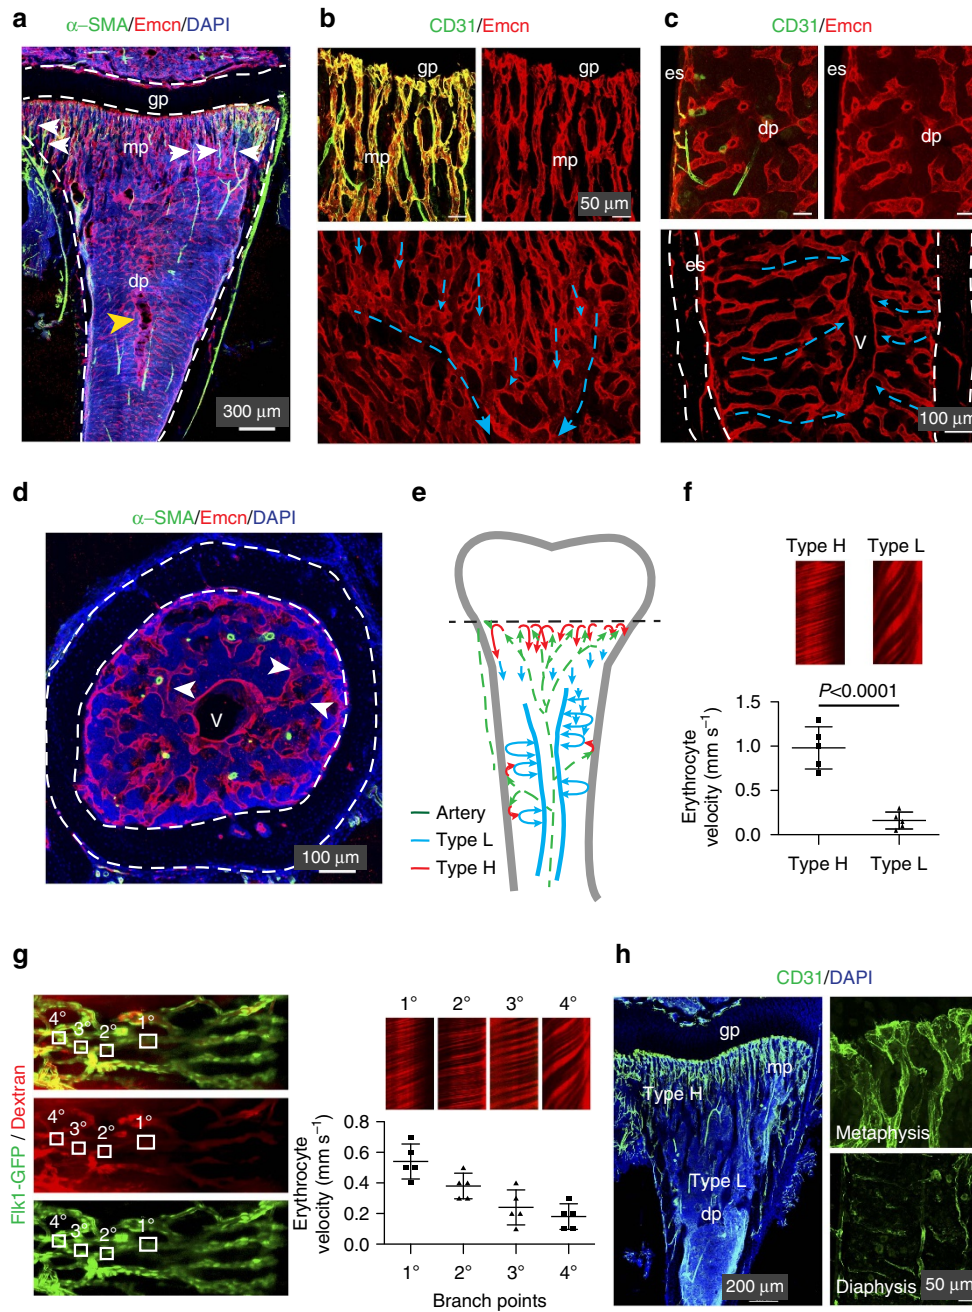 a
α–SMA/Emcn/DAPI
gp
mp
dp
300 μm
b
CD31/Emcn
gp
mp
gp
mp
50 μm
c
CD31/Emcn
es
dp
es
dp
es
V
100 μm
d
α–SMA/Emcn/DAPI
V
100 μm
e
Artery
Type L
Type H
f
Type H Type L
P<0.0001
Erythrocyte
velocity (mm s⁻¹)
1.5
1.0
0.5
0.0
Type H Type L
g
Flk1-GFP / Dextran
4° 3° 2° 1°
4° 3° 2° 1°
4° 3° 2° 1°
1° 2° 3° 4°
Erythrocyte
velocity (mm s⁻¹)
0.8
0.6
0.4
0.2
0.0
1° 2° 3° 4°
Branch points
h
CD31/DAPI
gp
mp
Type H
Type L
dp
200 μm
Metaphysis
Diaphysis
50 μm